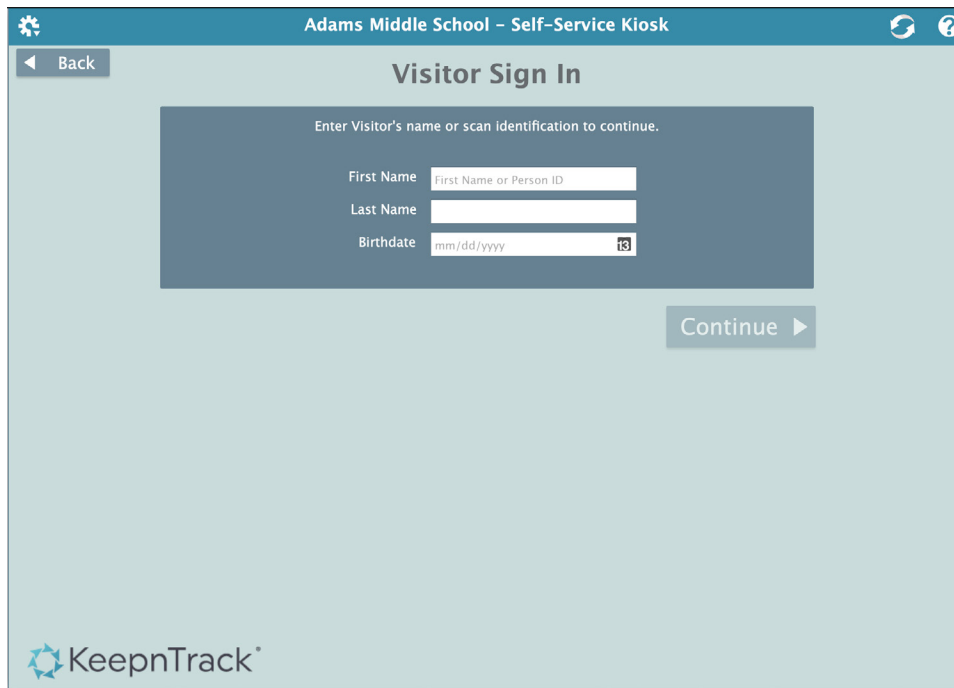 Adams Middle School – Self-Service Kiosk
Back
Visitor Sign In
Enter Visitor's name or scan identification to continue.
First Name
First Name or Person ID
Last Name
Birthdate
mm/dd/yyyy
13
Continue
KeepnTrack